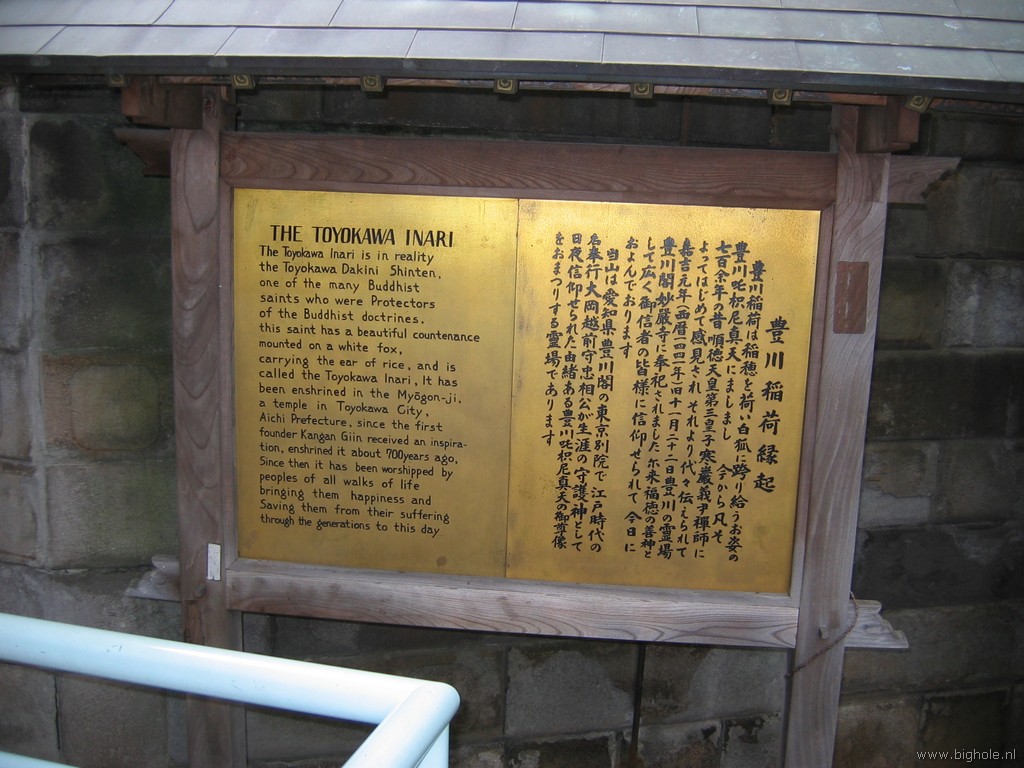 THE TOYOKAWA INARI
The Toyokawa Inari is in reality
the Toyokawa Dakini Shinten,
one of the many Buddhist
saints who were Protectors
of the Buddhist doctrines.
this saint has a beautiful countenance
mounted on a white fox,
carrying the ear of rice, and is
called the Toyokawa Inari, It has
been enshrined in the Myōgon-ji,
a temple in Toyokawa City,
Aichi Prefecture, since the first
founder Kangan Giin received an inspira-
tion, enshrined it about 700years ago,
Since then it has been worshipped by
peoples of all walks of life
bringing them happiness and
Saving them from their suffering
through the generations to this day
豊川稲荷縁起
豊川稲荷は稲穂を荷い白狐に跨り給うお姿の
豊川吒枳尼真天にましまし 今から凡そ
七百余年の昔 順徳天皇第三皇子寒巌義尹禅師に
よってはじめて感見され それより代々伝えられて
嘉吉元年(西暦一四四一年)旧十一月二十二日豊川の霊場
豊川閣妙厳寺に奉祀されました 尓来福徳の善神と
して広く御信者の皆様に信仰せられて 今日に
およんでおります
当山は愛知県豊川閣の東京別院で 江戸時代の
名奉行大岡越前守忠相公が生涯の守護神として
日夜信仰せられた由緒ある豊川吒枳尼真天の御尊像
をおまつりする霊場であります
www.bighole.nl